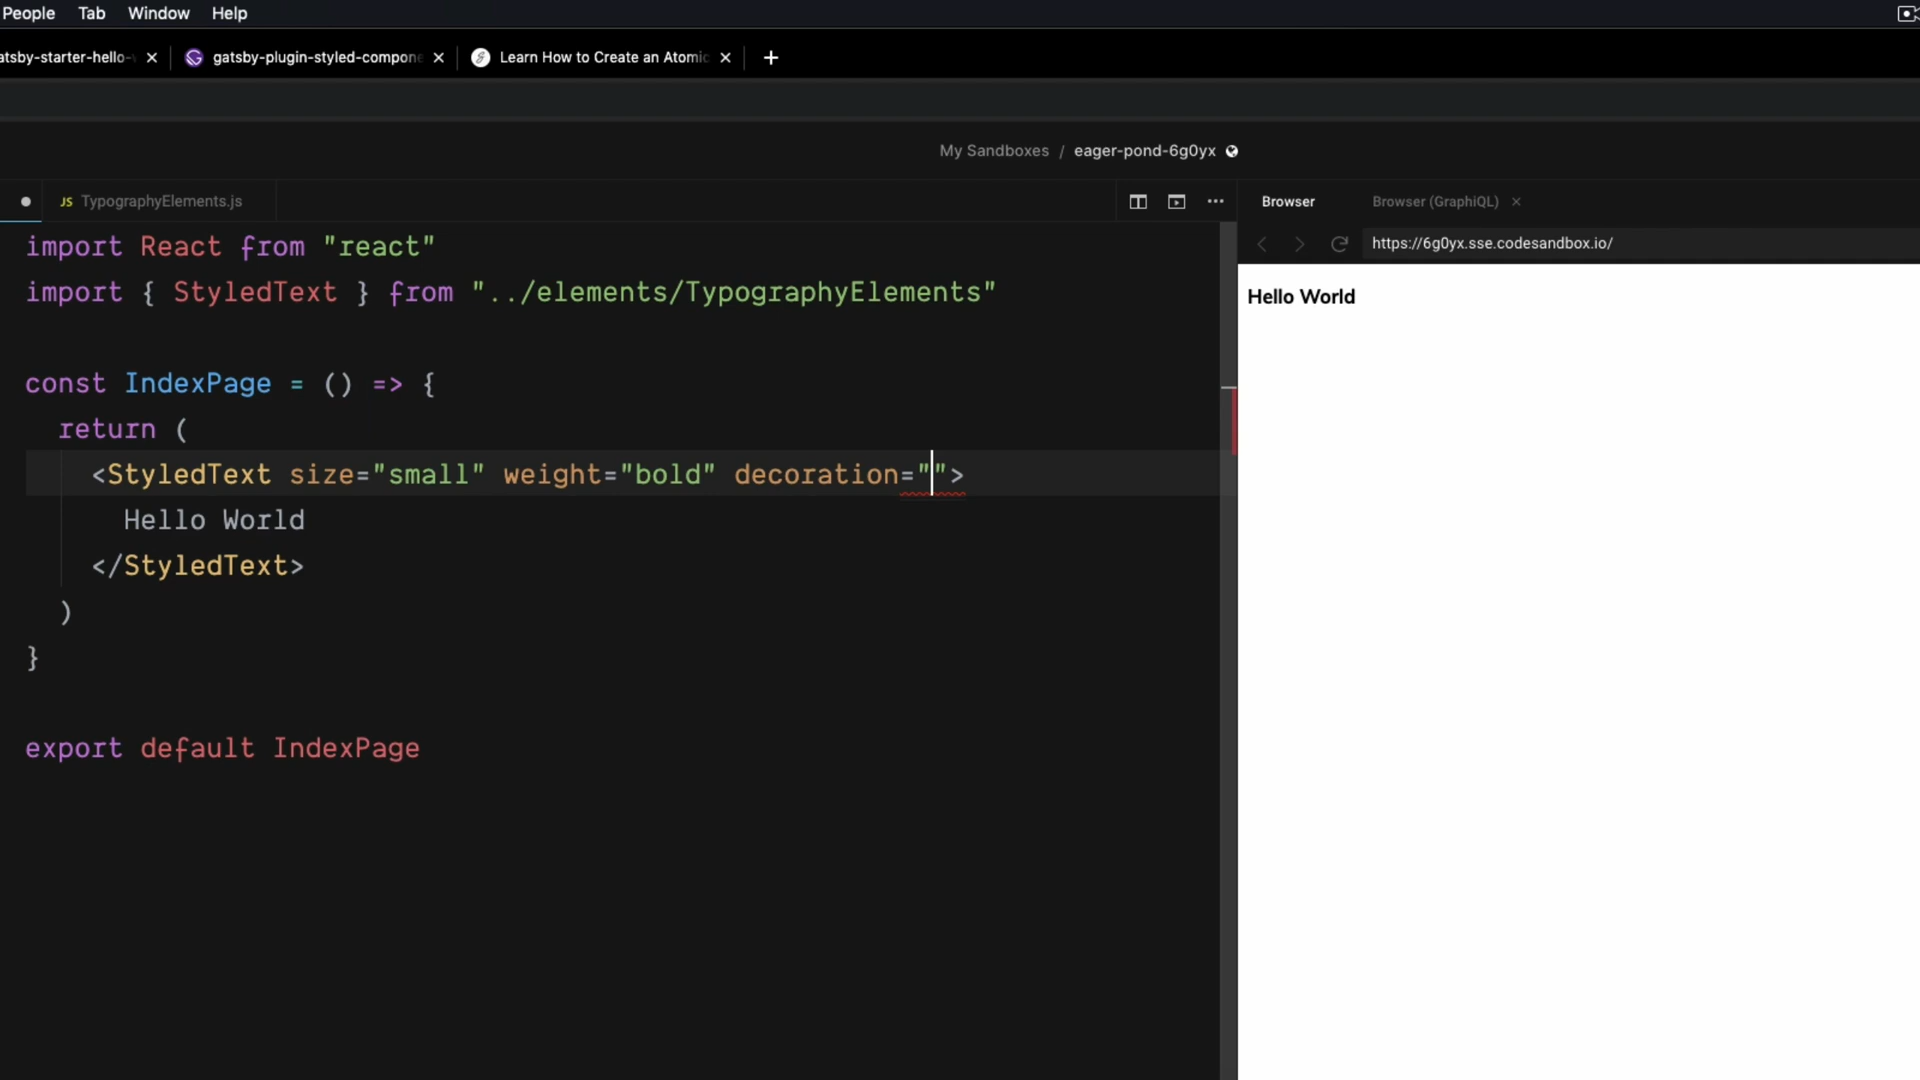 People Tab Window Help
atsby-starter-hello- gatsby-plugin-styled-compone Learn How to Create an Atomic
My Sandboxes / eager-pond-6g0yx
JS TypographyElements.js Browser Browser (GraphiQL)
https://6g0yx.sse.codesandbox.io/
import React from "react"
import { StyledText } from "../elements/TypographyElements"
const IndexPage = () => {
return (
<StyledText size="small" weight="bold" decoration="">
Hello World
</StyledText>
)
}
export default IndexPage
Hello World